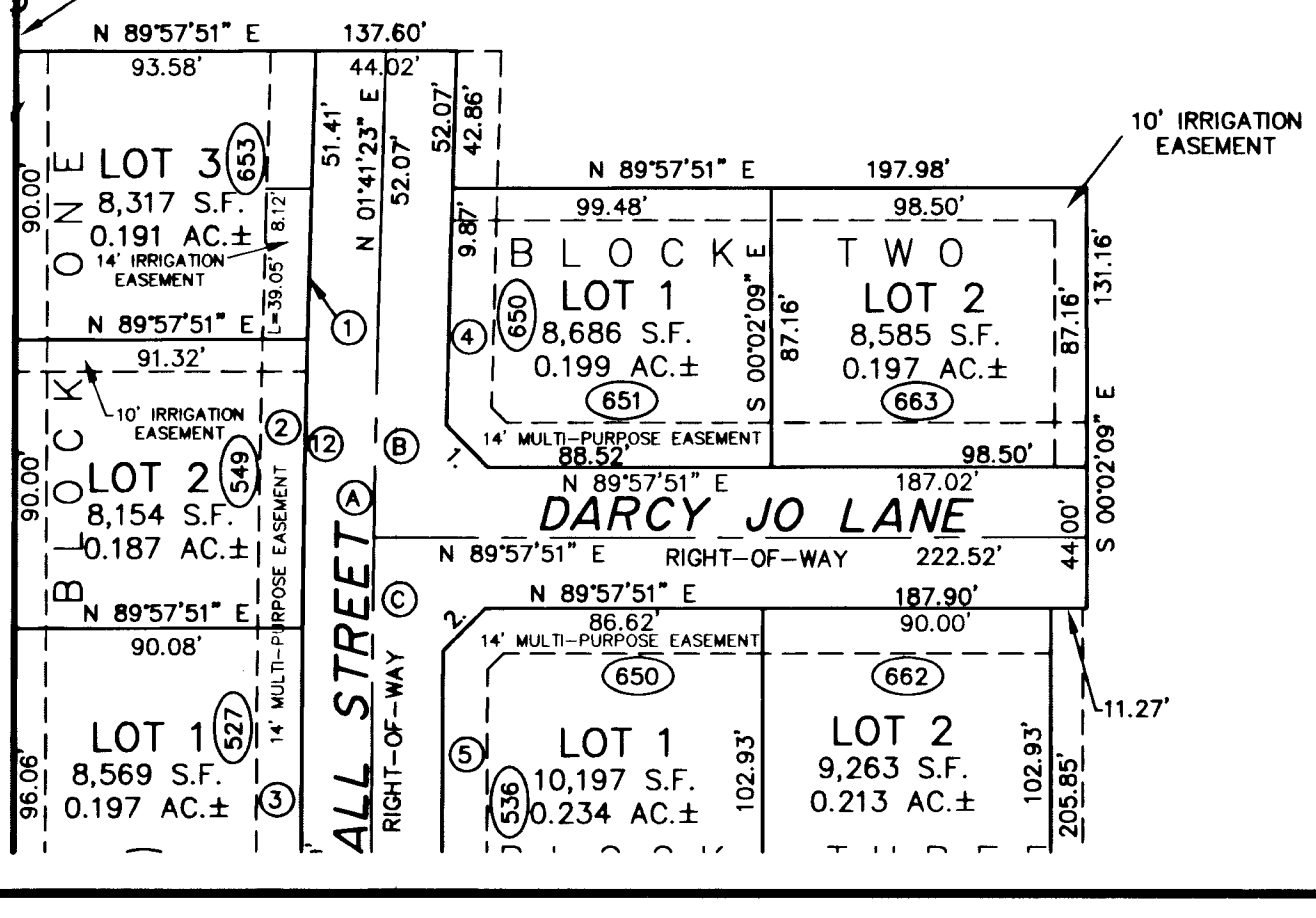 N 89°57'51" E 137.60'
93.58' 44.02'
51.41'
N 01°41'23" E
52.07'
52.07'
42.86'
10' IRRIGATION
EASEMENT
N 89°57'51" E 197.98'
99.48' 98.50'
90.00'
LOT 3
653
8,317 S.F.
0.191 AC.±
14' IRRIGATION
EASEMENT
8.12'
L=39.05'
N 89°57'51" E
1
91.32'
BLOCK ONE
10' IRRIGATION
EASEMENT
9.87'
BLOCK TWO
LOT 1
650
8,686 S.F.
0.199 AC.±
651
4
S 00°02'09" E
87.16'
LOT 2
8,585 S.F.
0.197 AC.±
663
87.16'
131.16'
S 00°02'09" E
14' MULTI-PURPOSE EASEMENT
88.52' 98.50'
1.
2
12
B
A
90.00'
LOT 2
549
8,154 S.F.
0.187 AC.±
14' MULTI-PURPOSE EASEMENT
N 89°57'51" E
90.08'
N 89°57'51" E 187.02'
DARCY JO LANE
N 89°57'51" E RIGHT-OF-WAY 222.52'
44.00'
C
2.
N 89°57'51" E 187.90'
86.62' 90.00'
14' MULTI-PURPOSE EASEMENT
650
662
11.27'
96.06'
LOT 1
527
8,569 S.F.
0.197 AC.±
3
ALL STREET
RIGHT-OF-WAY
5
LOT 1
536
10,197 S.F.
0.234 AC.±
102.93'
LOT 2
9,263 S.F.
0.213 AC.±
102.93'
205.85'